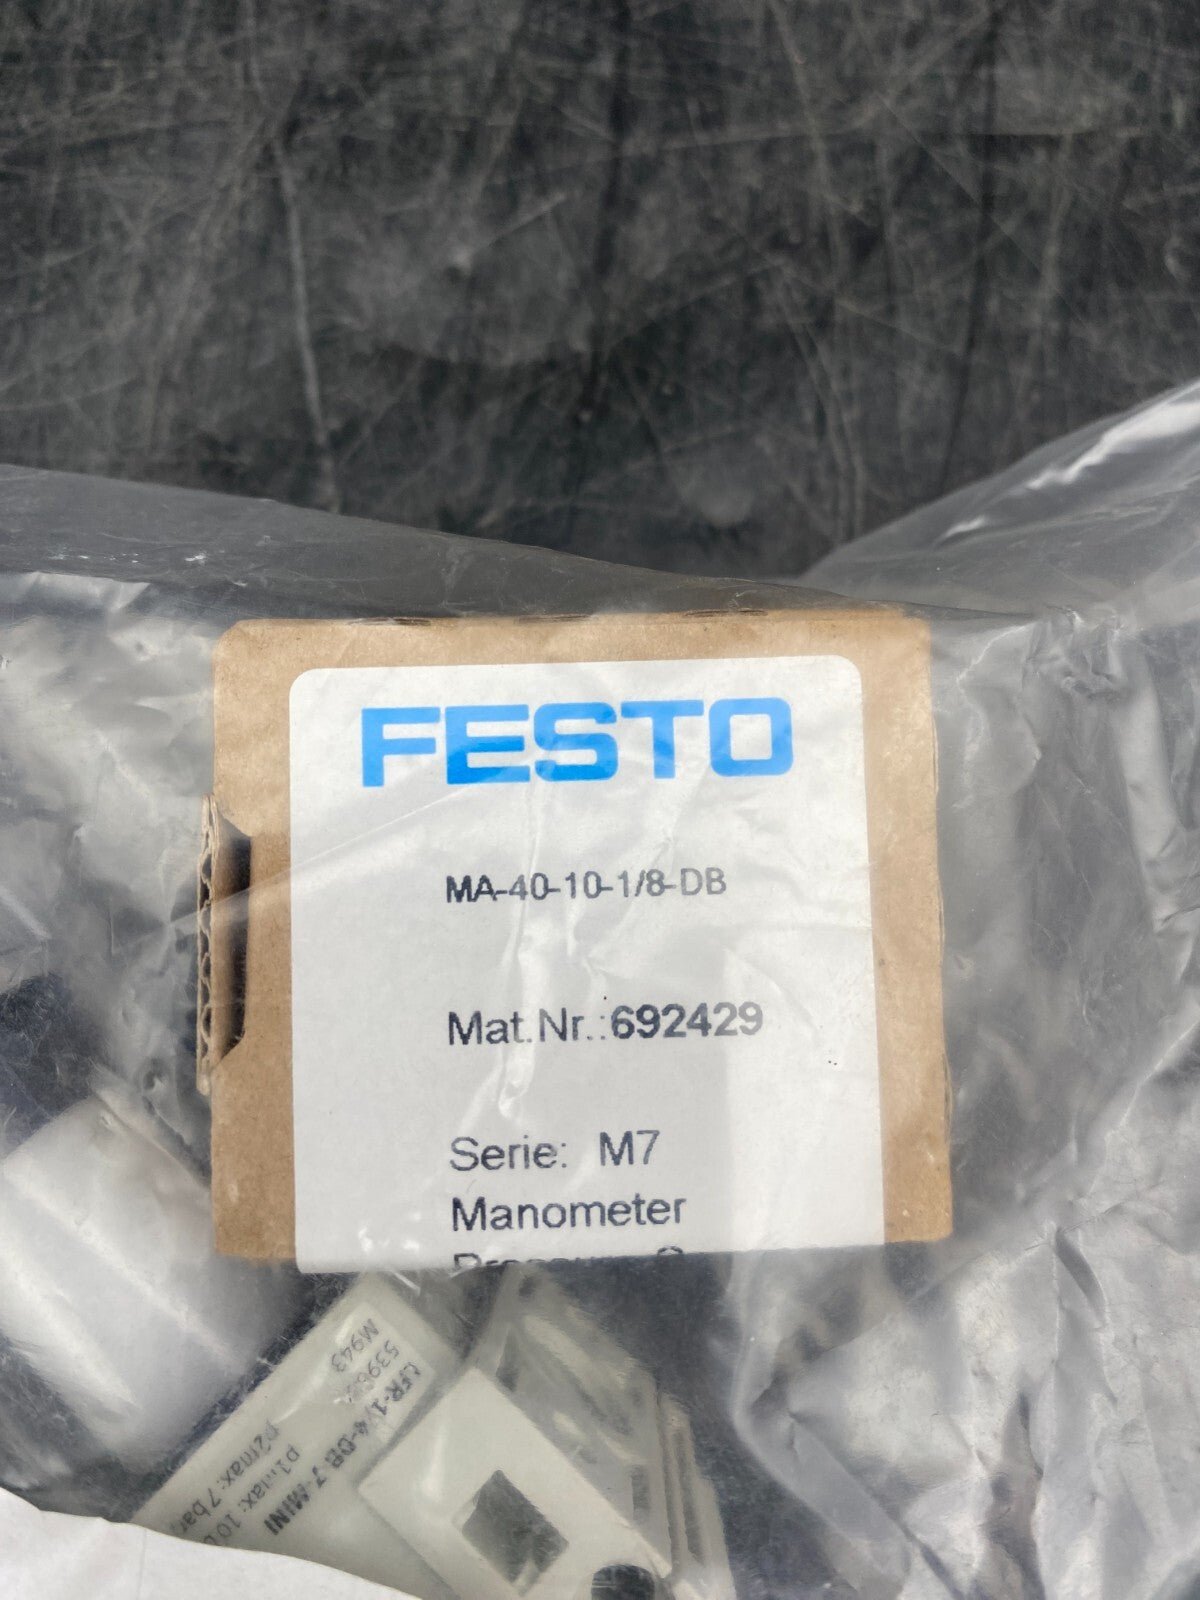 FESTO
MA-40-10-1/8-DB
Mat.Nr.:692429
Serie: M7
Manometer
LFR-1/4-DB-7-MINI
M943
p1max: 10
p2max: 7 bar